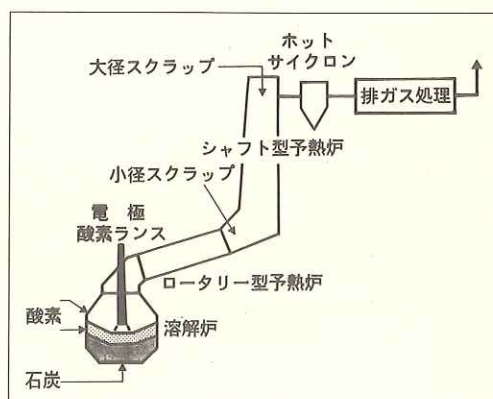 ホット
サイクロン
大径スクラップ
排ガス処理
シャフト型予熱炉
小径スクラップ
電 極
酸素ランス
ロータリー型予熱炉
酸素
溶解炉
石炭